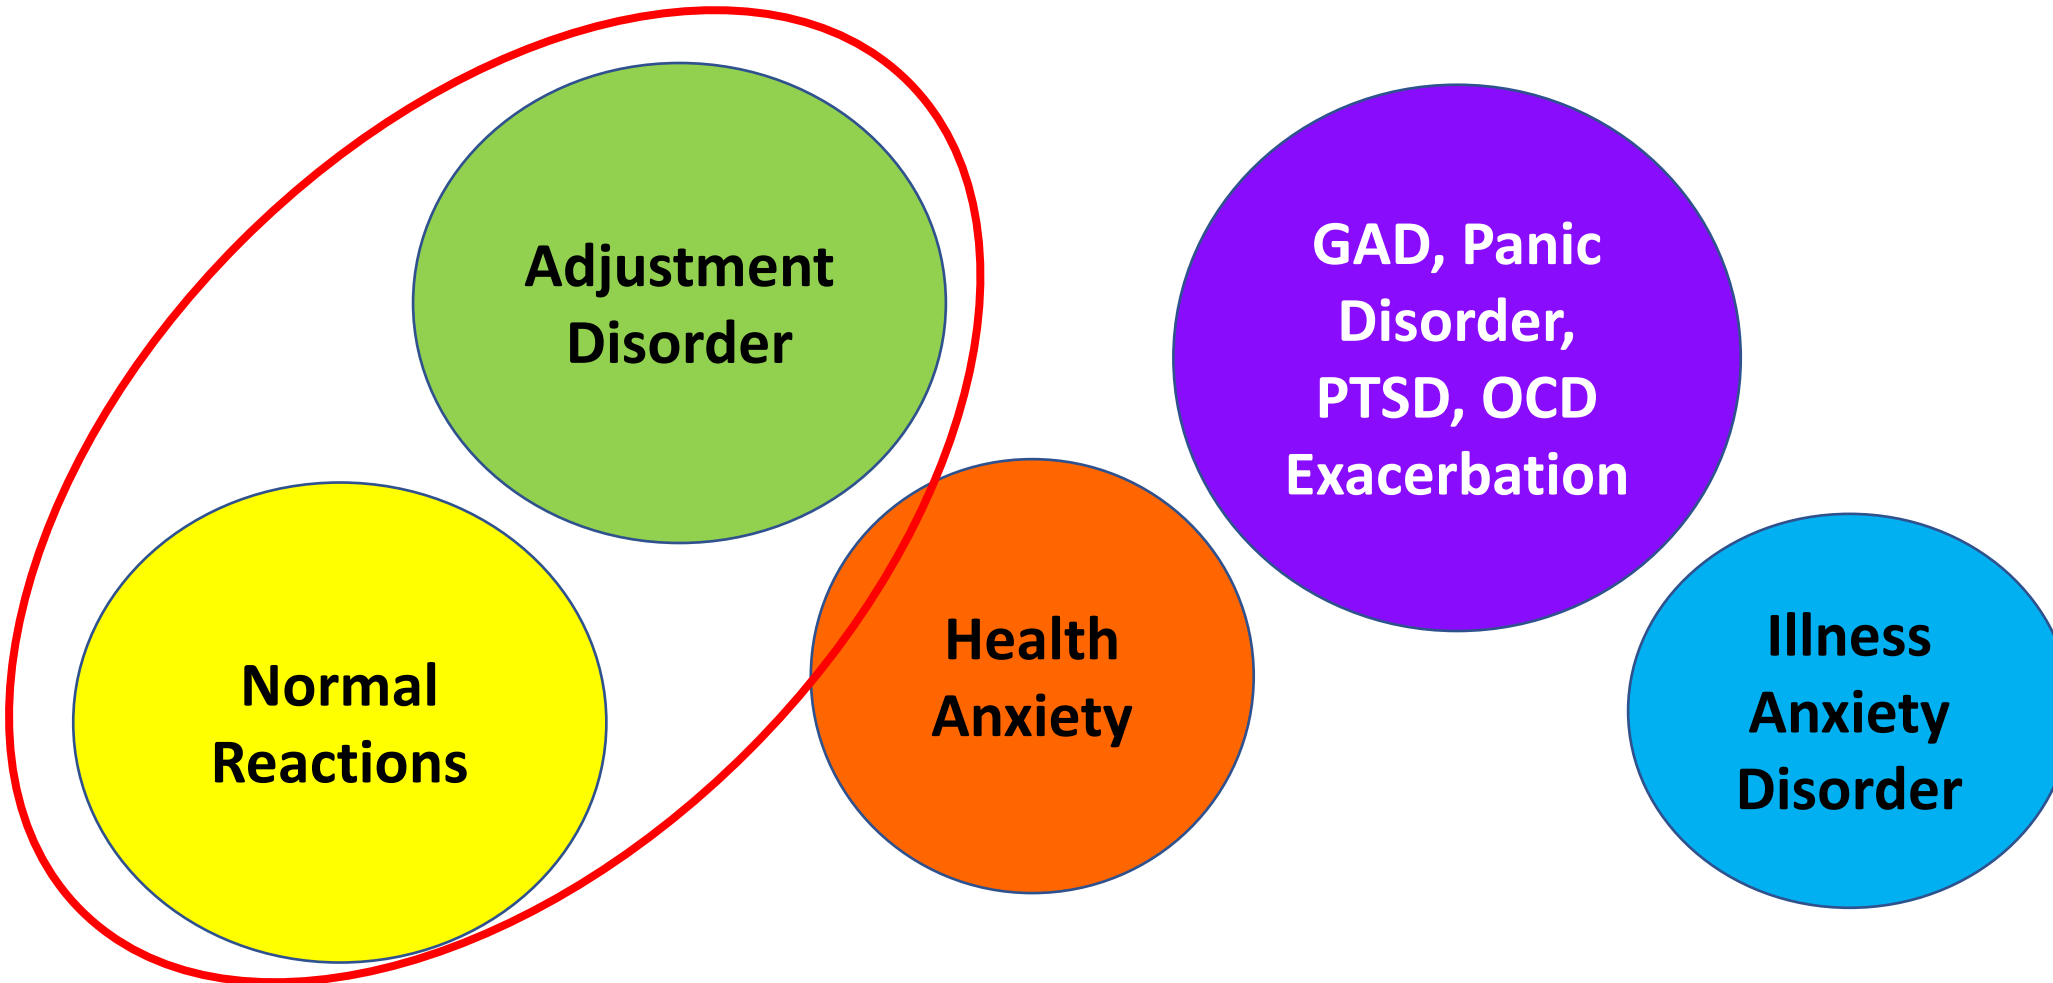 Adjustment
Disorder
Normal
Reactions
Health
Anxiety
GAD, Panic
Disorder,
PTSD, OCD
Exacerbation
Illness
Anxiety
Disorder